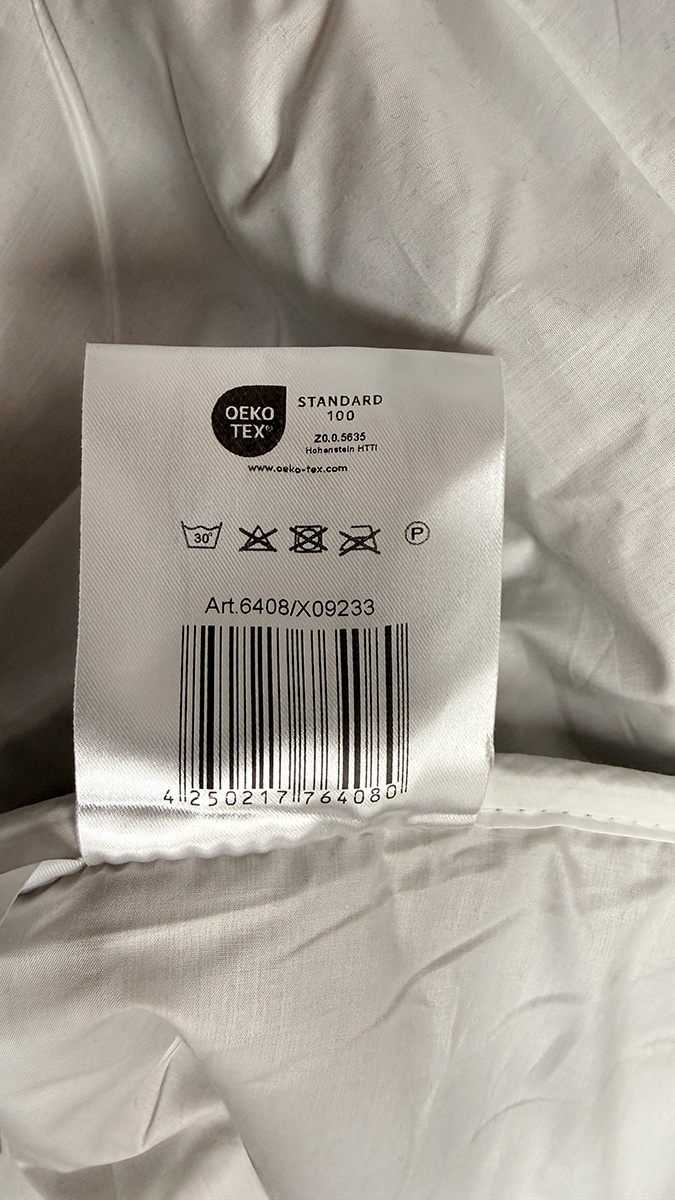 OEKO
TEX®
STANDARD
100
Z0.0.5635
Hohenstein HTTI
www.oeko-tex.com
30°
P
Art.6408/X09233
4 250217 764080